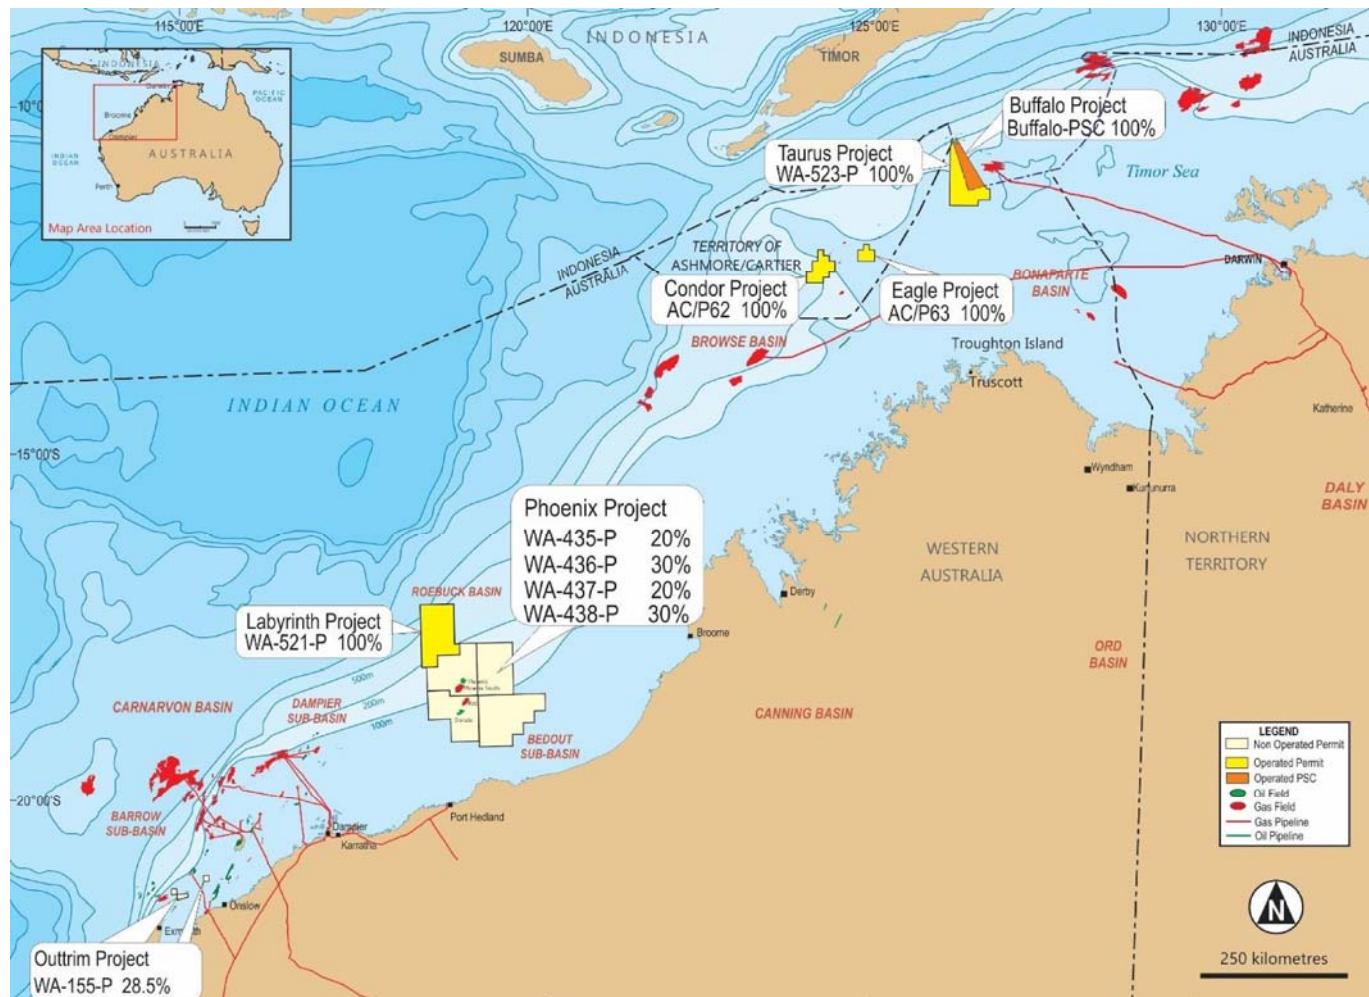 115°00'E
120°00'E
125°00'E
130°00'E
INDONESIA
SUMBA
TIMOR
INDONESIA
AUSTRALIA
INDONESIA
PACIFIC
OCEAN
Broome
AUSTRALIA
INDIAN
OCEAN
Perth
Map Area Location
Buffalo Project
Buffalo-PSC 100%
Taurus Project
WA-523-P 100%
Timor Sea
TERRITORY OF
ASHMORE/CARTIER
INDONESIA
AUSTRALIA
DARWIN
BONAPARTE
BASIN
Condor Project
AC/P62 100%
Eagle Project
AC/P63 100%
BROWSE BASIN
Troughton Island
Truscott
INDIAN OCEAN
Katherine
15°00'S
Wyndham
Kununurra
DALY
BASIN
Phoenix Project
WA-435-P 20%
WA-436-P 30%
WA-437-P 20%
WA-438-P 30%
WESTERN
AUSTRALIA
NORTHERN
TERRITORY
ROEBUCK BASIN
Derby
Labyrinth Project
WA-521-P 100%
Broome
ORD
BASIN
500m
200m
100m
CARNARVON BASIN
DAMPIER
SUB-BASIN
CANNING BASIN
BEDOUT
SUB-BASIN
LEGEND
Non Operated Permit
Operated Permit
Operated PSC
Oil Field
Gas Field
Gas Pipeline
Oil Pipeline
20°00'S
BARROW
SUB-BASIN
Port Hedland
Dampier
Karratha
Onslow
Outtrim Project
WA-155-P 28.5%
N
250 kilometres